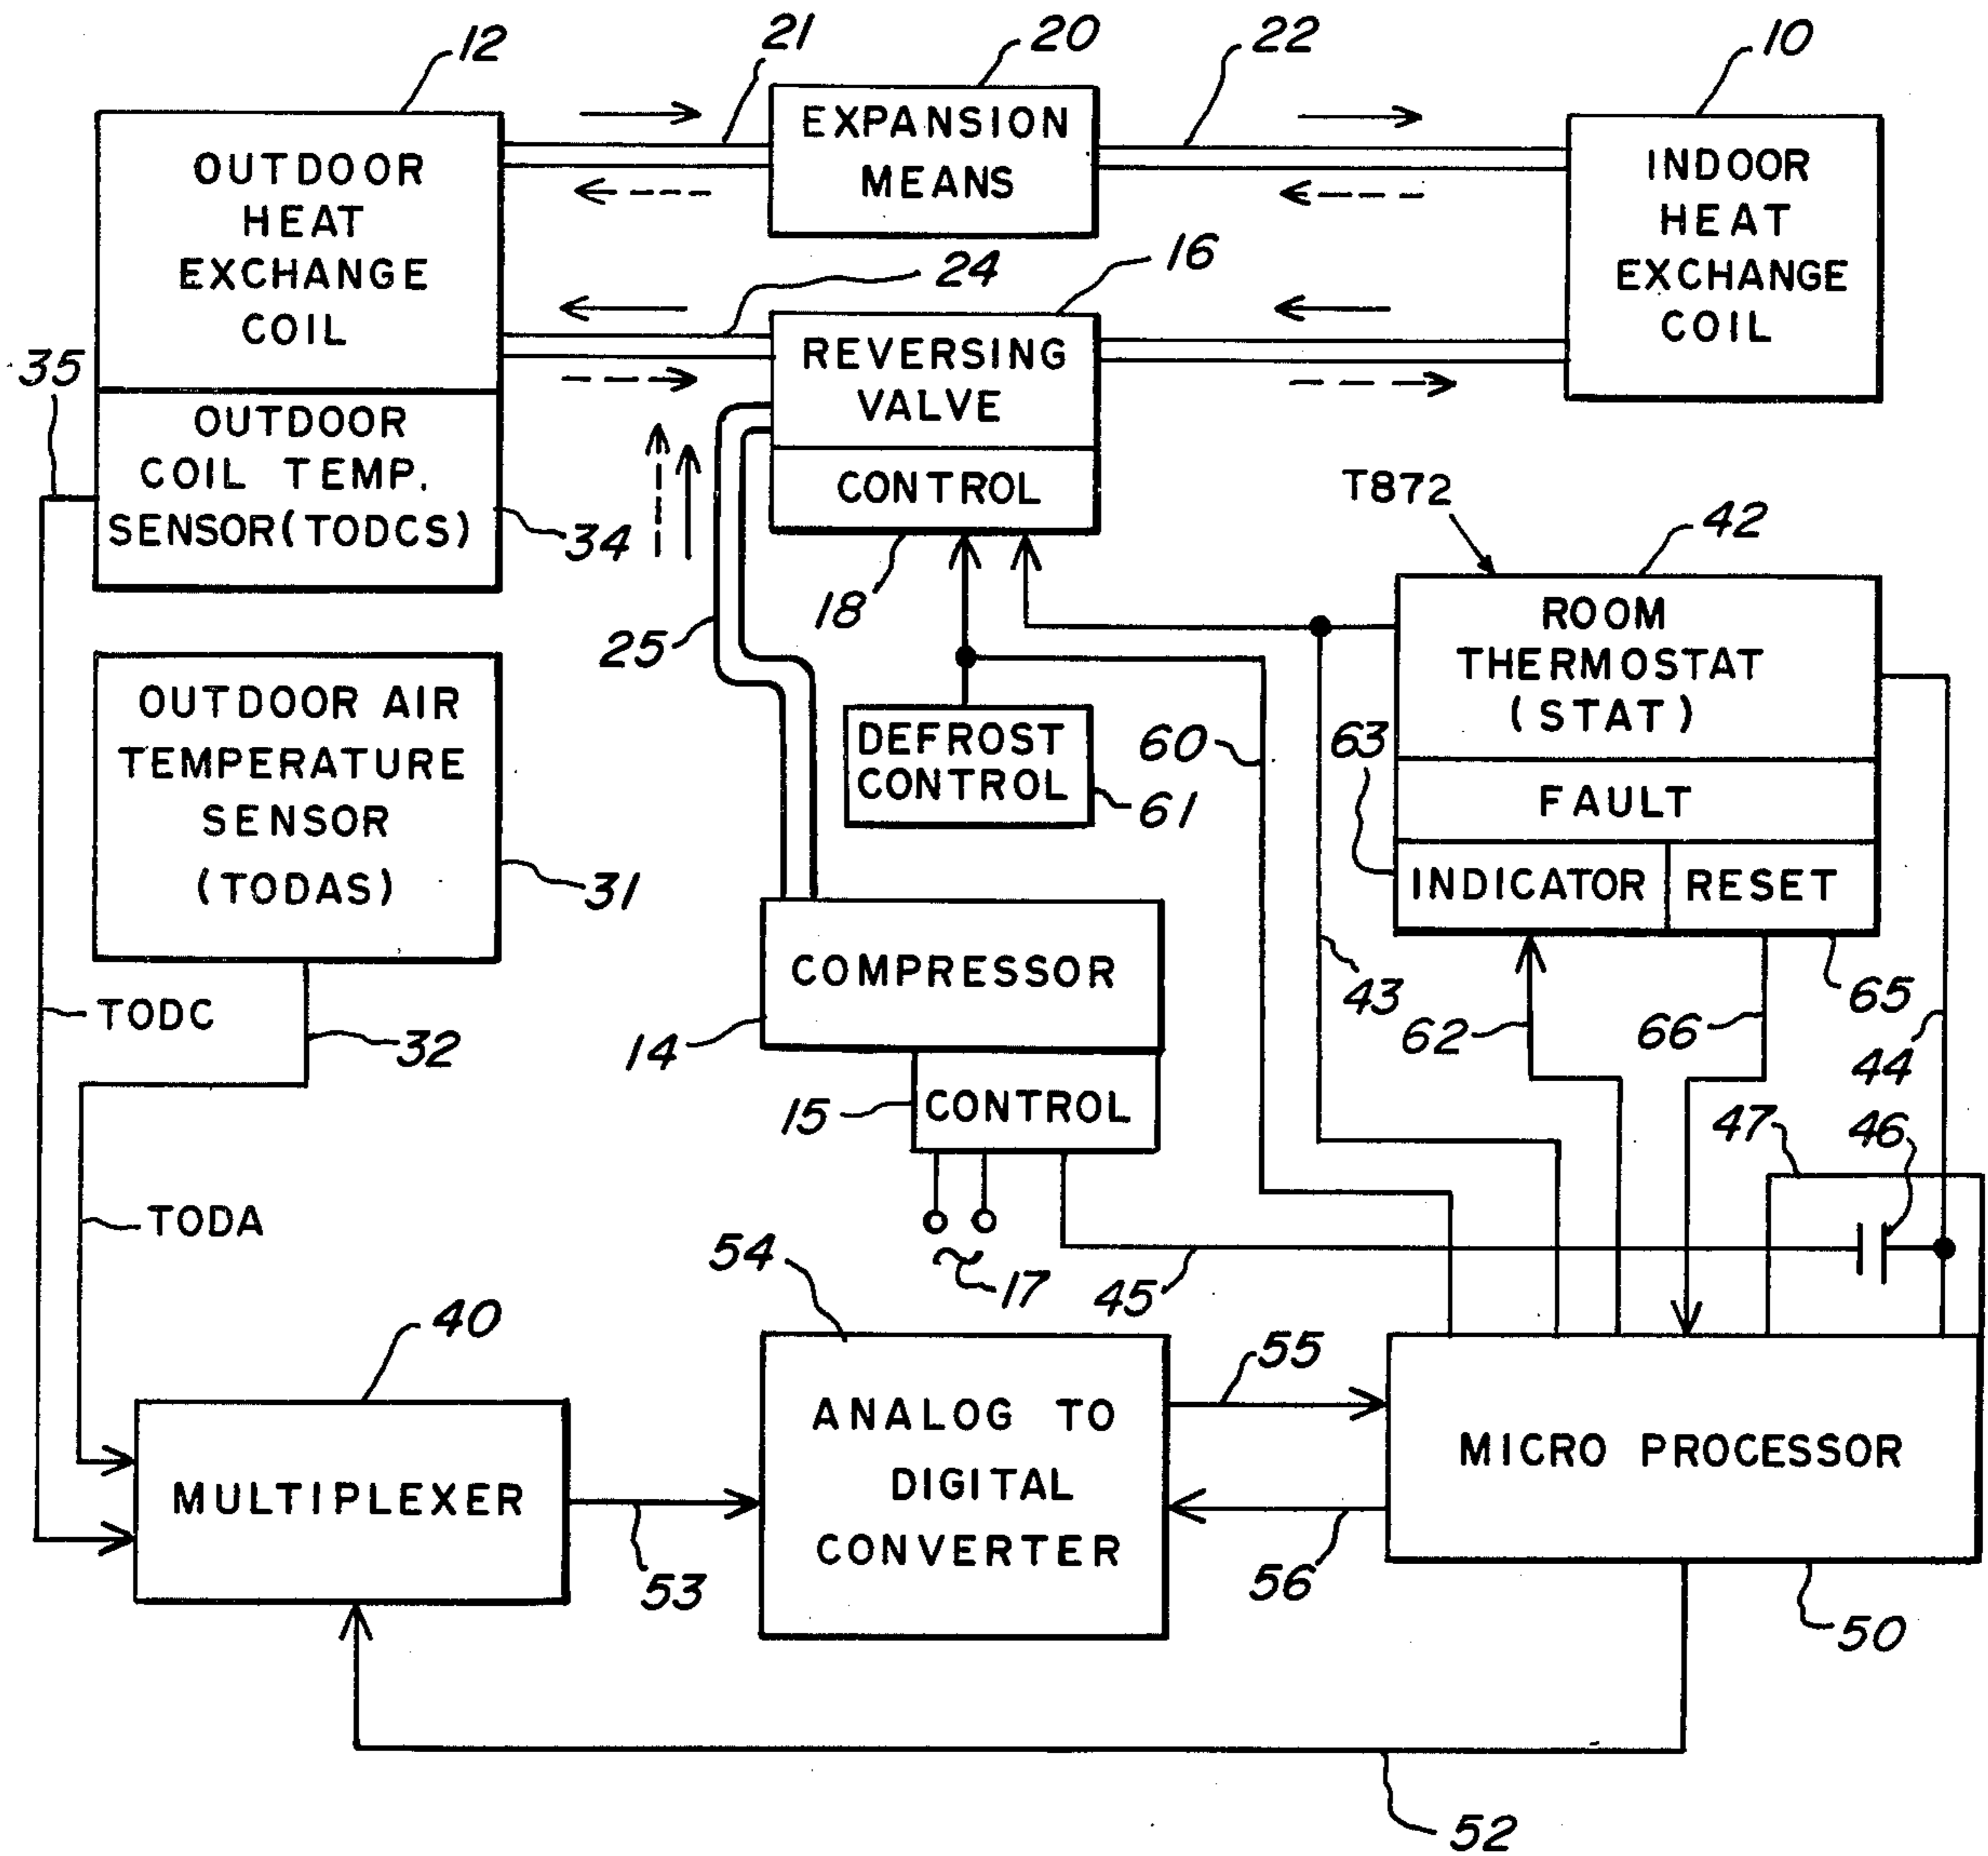 12
21
20
22
10
OUTDOOR
HEAT
EXCHANGE
COIL
EXPANSION
MEANS
INDOOR
HEAT
EXCHANGE
COIL
24
16
REVERSING
VALVE
CONTROL
18
35
OUTDOOR
COIL TEMP.
SENSOR (TODCS)
34
25
T872
42
ROOM
THERMOSTAT
(STAT)
FAULT
INDICATOR
RESET
63
OUTDOOR AIR
TEMPERATURE
SENSOR
(TODAS)
31
DEFROST
CONTROL
61
60
43
62
66
65
44
TODC
32
COMPRESSOR
14
15
CONTROL
47
46
TODA
17
45
40
54
55
MULTIPLEXER
53
ANALOG TO
DIGITAL
CONVERTER
56
MICRO PROCESSOR
50
52